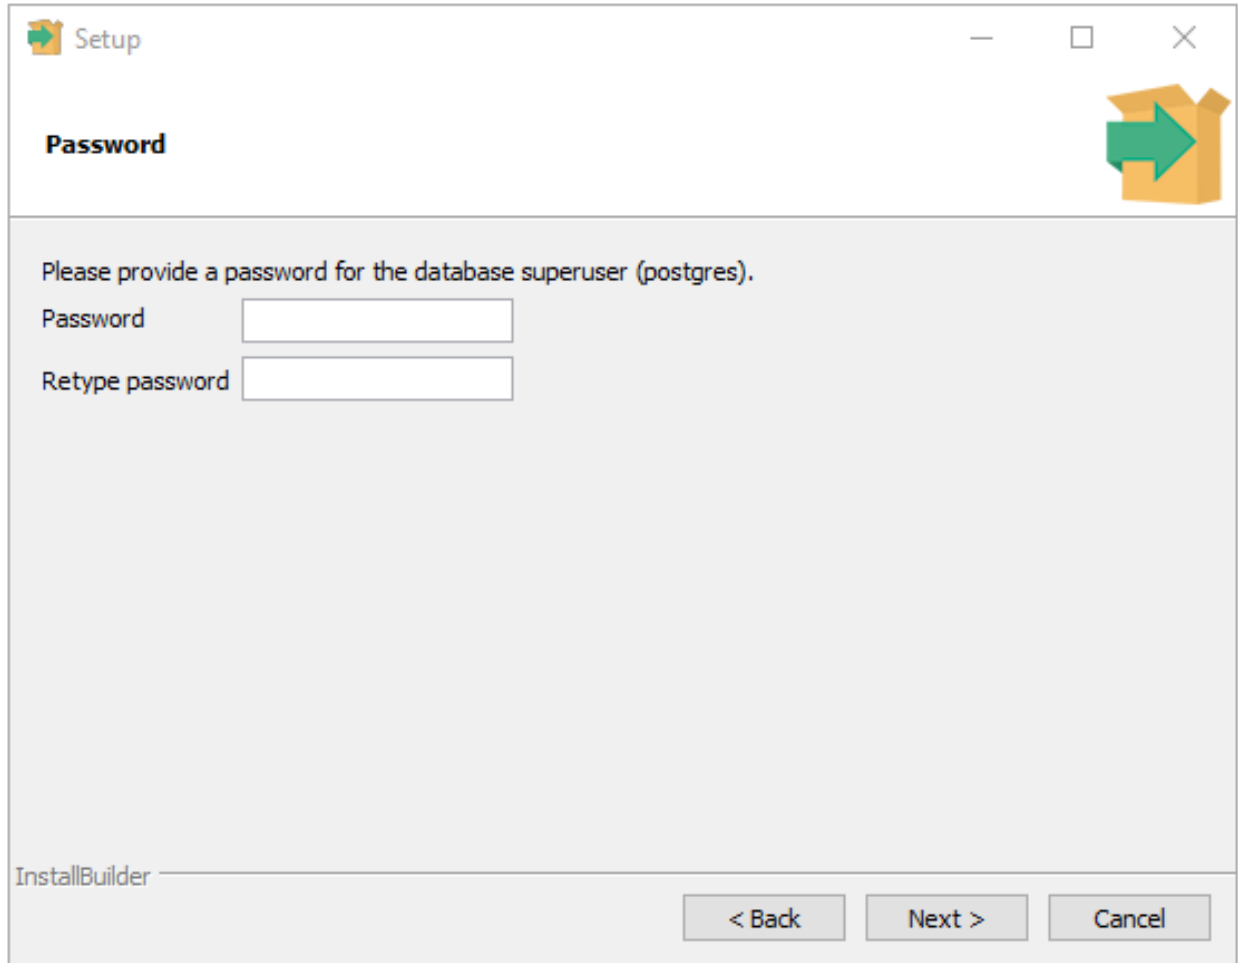 Setup
Password
Please provide a password for the database superuser (postgres).
Password
Retype password
InstallBuilder
< Back Next > Cancel